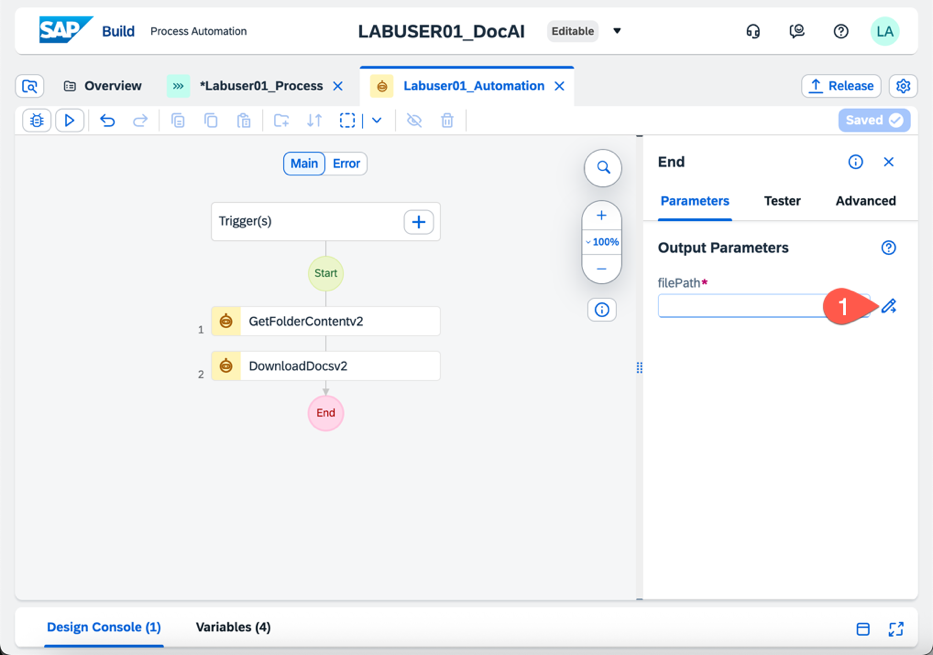 SAP Build Process Automation LABUSER01_DocAI Editable LA
Overview *Labuser01_Process Labuser01_Automation Release
Saved
Main Error
Trigger(s)
Start
1 GetFolderContentv2
2 DownloadDocsv2
End
100%
End
Parameters Tester Advanced
Output Parameters
filePath*
1
Design Console (1) Variables (4)